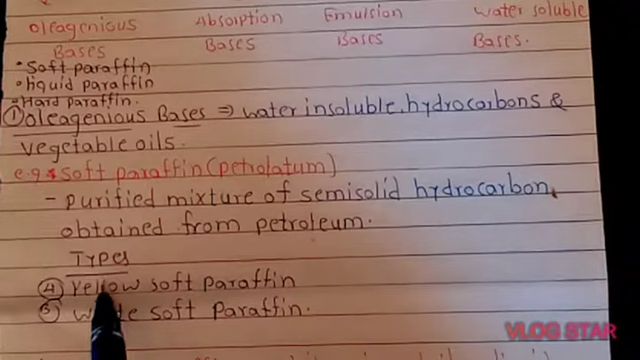 oleagenious Absorption Emulsion water soluble
Bases Bases Bases Bases.
• Soft paraffin
• liquid paraffin
• Hard paraffin.
① oleagenious Bases ⇒ water insoluble, hydrocarbons &
vegetable oils.
e.g * soft paraffin (petrolatum)
- purified mixture of semisolid hydrocarbon,
obtained from petroleum.
Types
Yellow soft paraffin
soft paraffin.
VLOG STAR